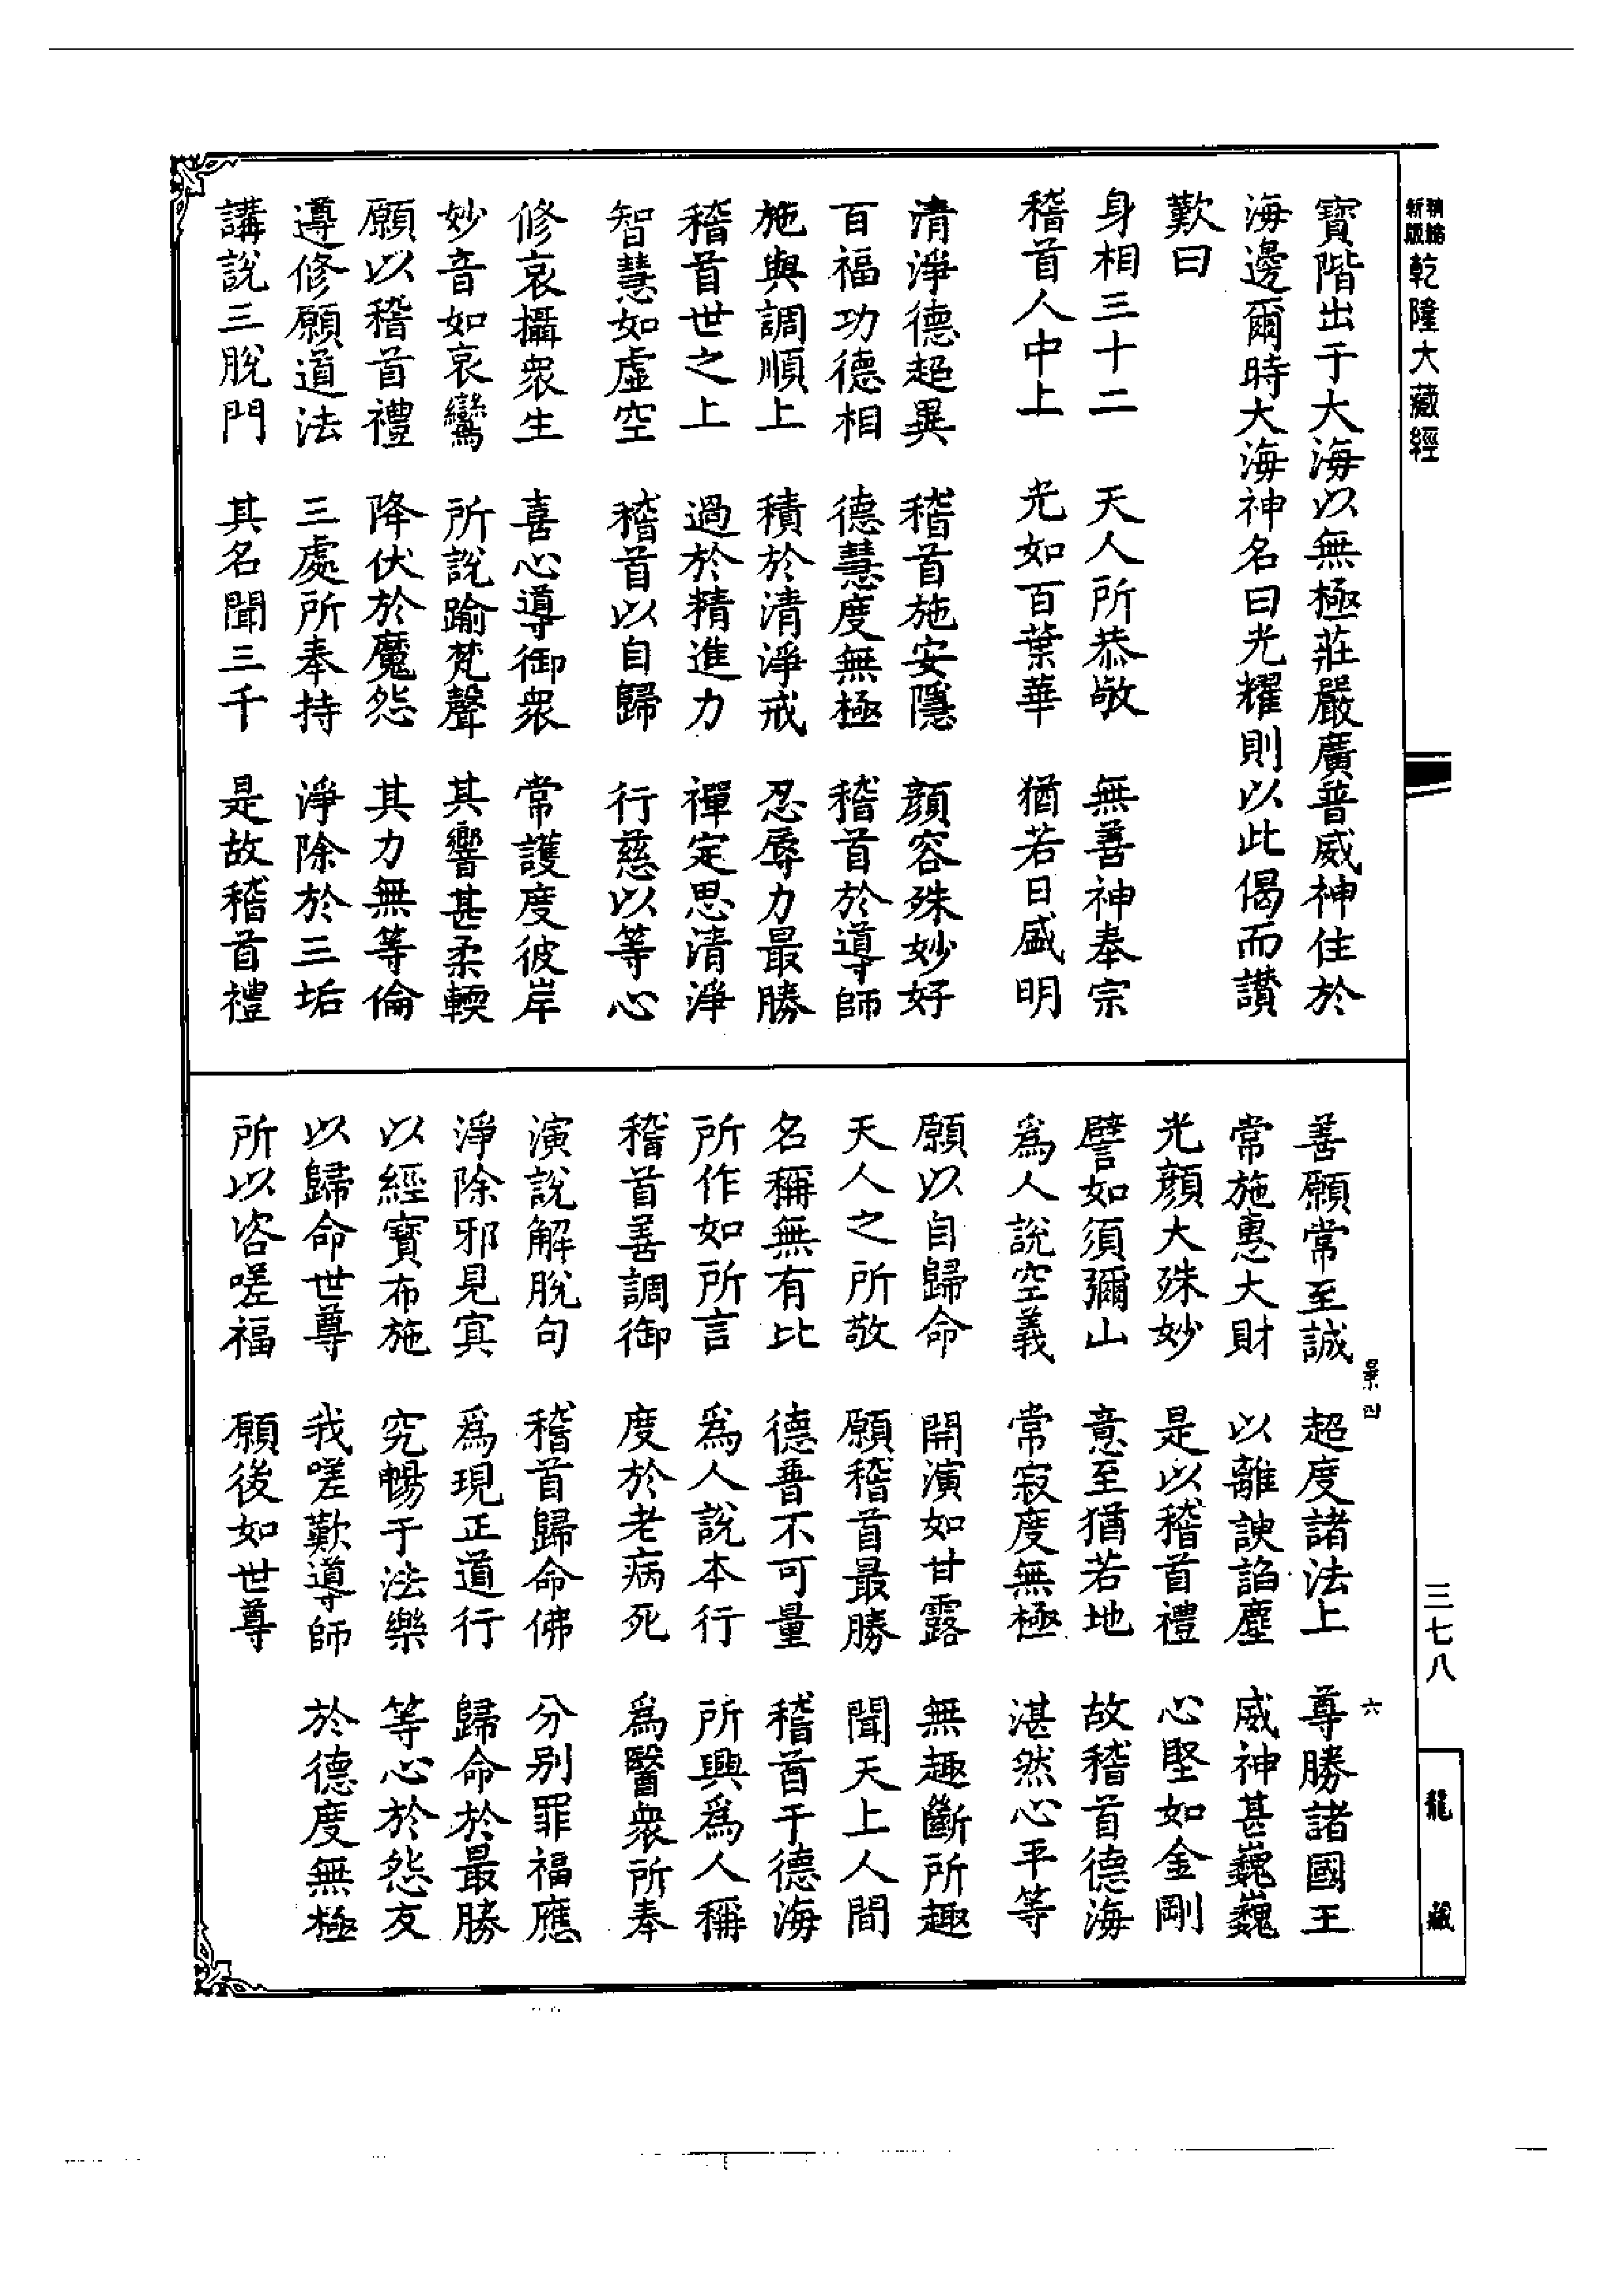 精縮新版乾隆大藏經
寶階出于大海以無極莊嚴廣普威神住於
海邊爾時大海神名曰光耀則以此偈而讚
歎曰
身相三十二　天人所恭敬　無善神奉宗
稽首人中上　光如百葉華　猶若日盛明
清淨德超異　稽首施安隱　顏容殊妙好
百福功德相　德慧度無極　稽首於導師
施與調順上　積於清淨戒　忍辱力最勝
稽首世之上　過於精進力　禪定思清淨
智慧如虛空　稽首以自歸　行慈以等心
修哀攝衆生　喜心導御衆　常護度彼岸
妙音如哀鸞　所說踰梵聲　其響甚柔輭
願以稽首禮　降伏於魔怨　其力無等倫
遵修願道法　三處所奉持　淨除於三垢
講說三脫門　其名聞三千　是故稽首禮
善願常至誠　超度諸法上　尊勝諸國王
常施惠大財　以離諛諂塵　威神甚巍巍
光顏大殊妙　是以稽首禮　心堅如金剛
譬如須彌山　意至猶若地　故稽首德海
爲人說空義　常寂度無極　湛然心平等
願以自歸命　開演如甘露　無趣斷所趣
天人之所敬　願稽首最勝　聞天上人間
名稱無有比　德普不可量　稽首于德海
所作如所言　爲人說本行　所興爲人稱
稽首善調御　度於老病死　爲醫衆所奉
演說解脫句　稽首歸命佛　分別罪福應
淨除邪見冥　爲現正道行　歸命於最勝
以經寶布施　究暢于法樂　等心於怨友
以歸命世尊　我嗟歎導師　於德度無極
所以咨嗟福　願後如世尊
六
三七八
龍藏